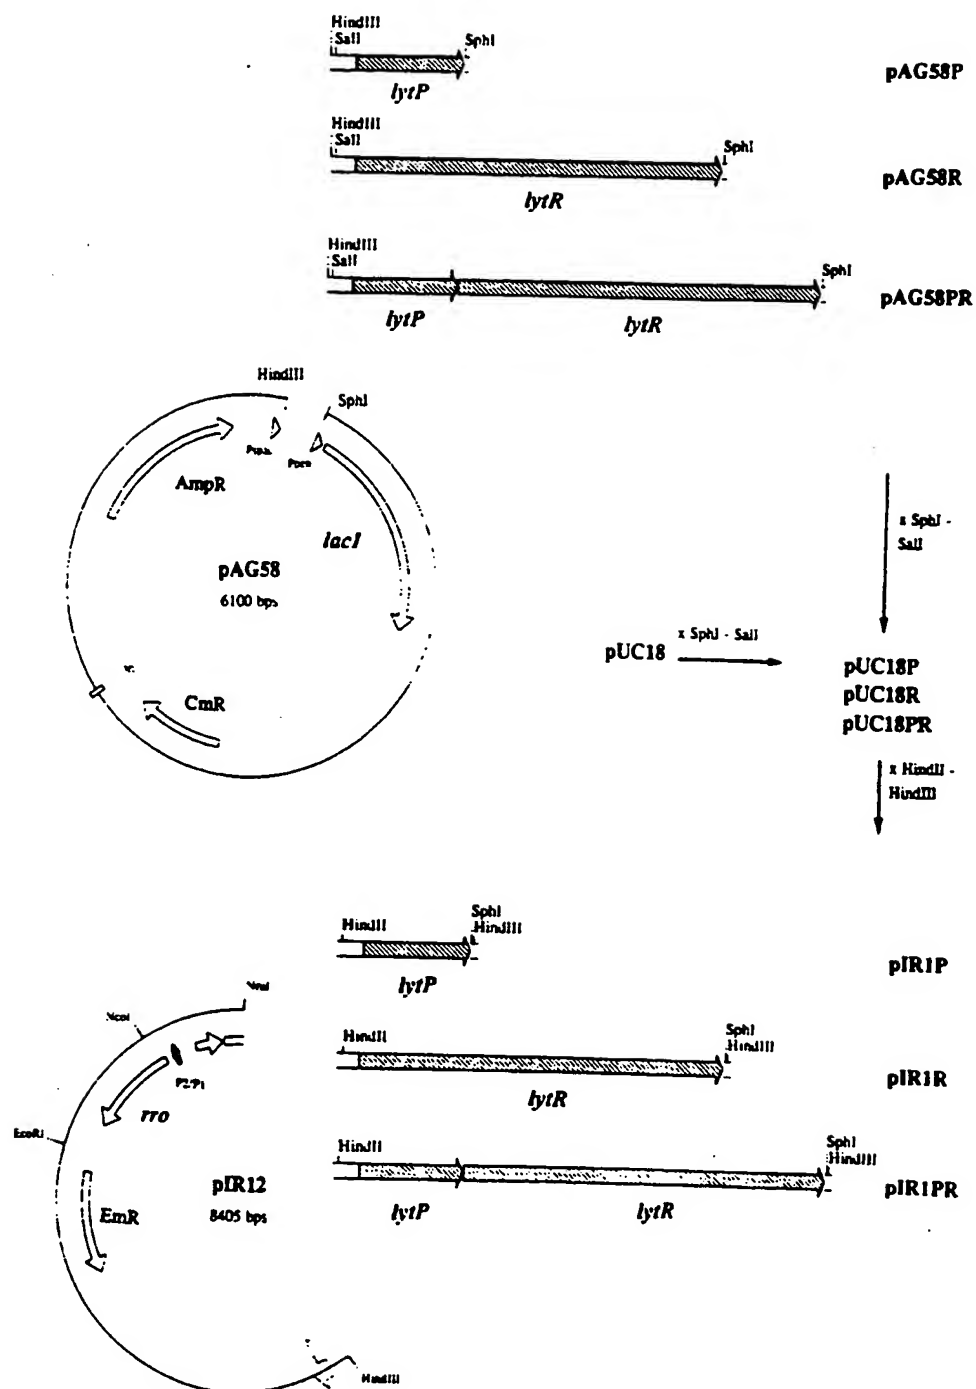 HindIII
SalI
SphI
pAG58P
lytP
HindIII
SalI
SphI
pAG58R
lytR
HindIII
SalI
SphI
pAG58PR
lytP
lytR
HindIII
SphI
AmpR
lacI
pAG58
6100 bps
CmR
x SphI -
SalI
pUC18
x SphI - SalI
pUC18P
pUC18R
pUC18PR
x HindII -
HindIII
HindII
SphI
HindIII
pIR1P
lytP
NcoI
HindII
SphI
HindIII
pIR1R
lytR
P2/P1
rro
EcoRI
HindII
SphI
HindIII
pIR1PR
lytP
lytR
pIR12
8405 bps
EmR
HindIII